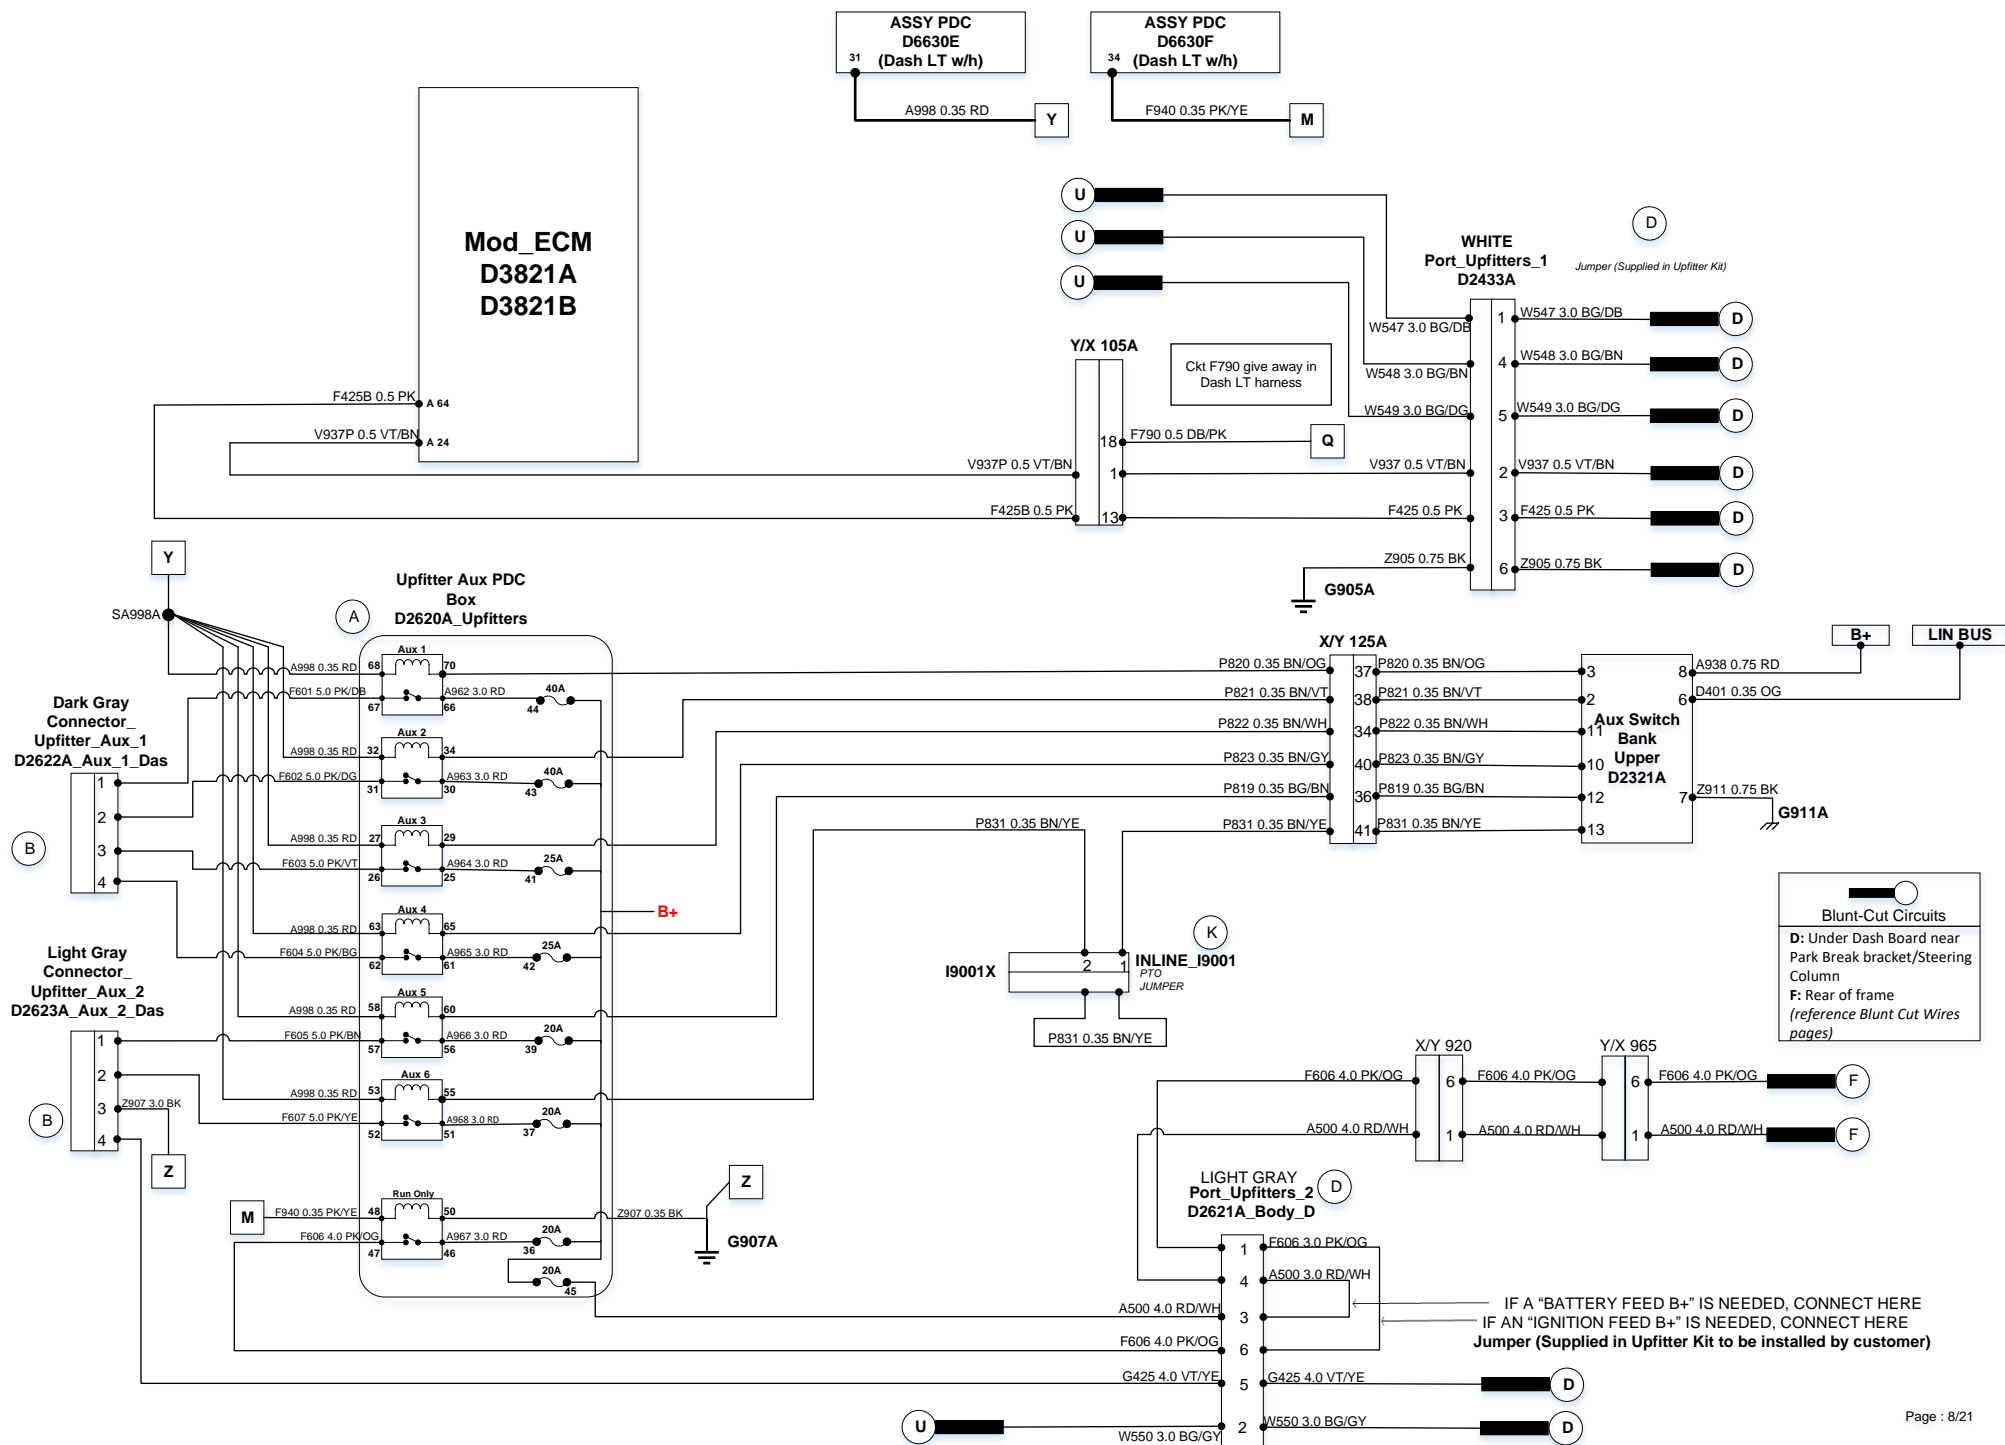 ASSY PDC
D6630E
(Dash LT w/h)
31
A998 0.35 RD
Y
ASSY PDC
D6630F
(Dash LT w/h)
34
F940 0.35 PK/YE
M
Mod_ECM
D3821A
D3821B
F425B 0.5 PK
A 64
V937P 0.5 VT/BN
A 24
U
U
U
D
Jumper (Supplied in Upfitter Kit)
WHITE
Port_Upfitters_1
D2433A
W547 3.0 BG/DB
1
W547 3.0 BG/DB
D
W548 3.0 BG/BN
4
W548 3.0 BG/BN
D
W549 3.0 BG/DG
5
W549 3.0 BG/DG
D
V937 0.5 VT/BN
2
V937 0.5 VT/BN
D
F425 0.5 PK
3
F425 0.5 PK
D
Z905 0.75 BK
6
Z905 0.75 BK
D
G905A
Y/X 105A
Ckt F790 give away in
Dash LT harness
18
F790 0.5 DB/PK
Q
V937P 0.5 VT/BN
1
F425B 0.5 PK
13
Y
SA998A
A
Upfitter Aux PDC
Box
D2620A_Upfitters
Aux 1
A998 0.35 RD
68
70
F601 5.0 PK/DB
67
66
A962 3.0 RD
40A
44
Aux 2
A998 0.35 RD
32
34
F602 5.0 PK/DG
31
30
A963 3.0 RD
40A
43
Aux 3
A998 0.35 RD
27
29
F603 5.0 PK/VT
26
25
A964 3.0 RD
25A
41
B+
Aux 4
A998 0.35 RD
63
65
F604 5.0 PK/BG
62
61
A965 3.0 RD
25A
42
Aux 5
A998 0.35 RD
58
60
F605 5.0 PK/BN
57
56
A966 3.0 RD
20A
39
Aux 6
A998 0.35 RD
53
55
F607 5.0 PK/YE
52
51
A968 3.0 RD
20A
37
Run Only
M
F940 0.35 PK/YE
48
50
Z907 0.35 BK
Z
G907A
F606 4.0 PK/OG
47
46
A967 3.0 RD
20A
36
20A
45
Dark Gray
Connector_
Upfitter_Aux_1
D2622A_Aux_1_Das
1
2
3
4
B
Light Gray
Connector_
Upfitter_Aux_2
D2623A_Aux_2_Das
1
2
3
4
B
Z907 3.0 BK
Z
X/Y 125A
P820 0.35 BN/OG
37
P820 0.35 BN/OG
3
P821 0.35 BN/VT
38
P821 0.35 BN/VT
2
P822 0.35 BN/WH
34
P822 0.35 BN/WH
11
P823 0.35 BN/GY
40
P823 0.35 BN/GY
10
P819 0.35 BG/BN
36
P819 0.35 BG/BN
12
P831 0.35 BN/YE
P831 0.35 BN/YE
41
P831 0.35 BN/YE
13
Aux Switch
Bank
Upper
D2321A
B+
LIN BUS
8
A938 0.75 RD
6
D401 0.35 OG
7
Z911 0.75 BK
G911A
K
I9001X
2
1
INLINE_I9001
PTO
JUMPER
P831 0.35 BN/YE
Blunt-Cut Circuits
D: Under Dash Board near
Park Break bracket/Steering
Column
F: Rear of frame
(reference Blunt Cut Wires
pages)
X/Y 920
Y/X 965
F606 4.0 PK/OG
6
F606 4.0 PK/OG
6
F606 4.0 PK/OG
F
A500 4.0 RD/WH
1
A500 4.0 RD/WH
1
A500 4.0 RD/WH
F
LIGHT GRAY
Port_Upfitters_2
D2621A_Body_D
D
1
F606 3.0 PK/OG
4
A500 3.0 RD/WH
A500 4.0 RD/WH
3
F606 4.0 PK/OG
6
G425 4.0 VT/YE
5
G425 4.0 VT/YE
D
U
W550 3.0 BG/GY
2
W550 3.0 BG/GY
D
IF A “BATTERY FEED B+” IS NEEDED, CONNECT HERE
IF AN “IGNITION FEED B+” IS NEEDED, CONNECT HERE
Jumper (Supplied in Upfitter Kit to be installed by customer)
Page : 8/21